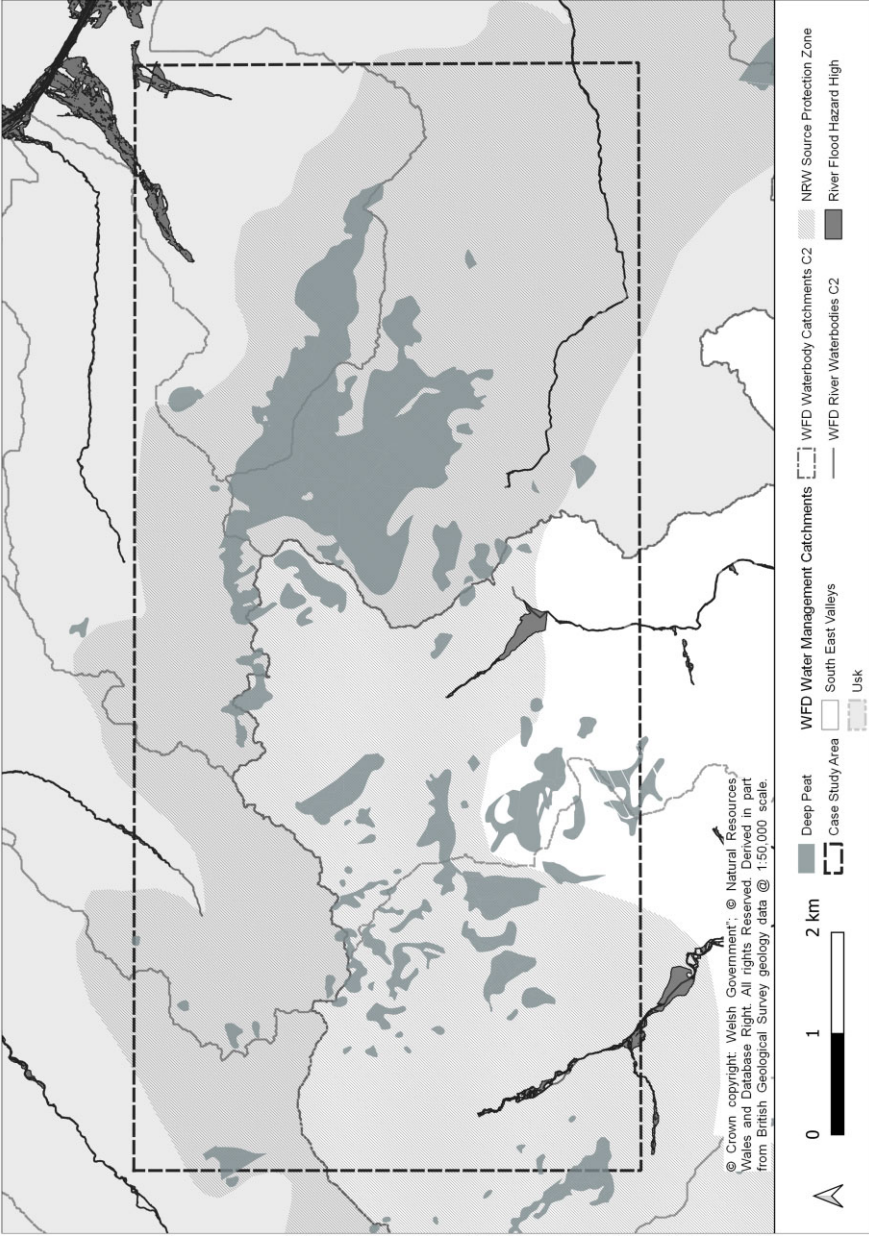 © Crown copyright: Welsh Government"; © Natural Resources
Wales and Database Right. All rights Reserved. Derived in part
from British Geological Survey geology data @ 1:50,000 scale.
0
1
2 km
Deep Peat
Case Study Area
WFD Water Management Catchments
South East Valleys
Usk
WFD Waterbody Catchments C2
WFD River Waterbodies C2
NRW Source Protection Zone
River Flood Hazard High